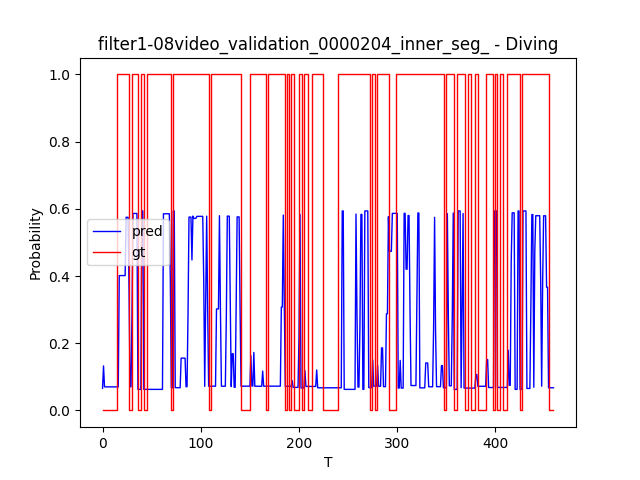 filter1-08video_validation_0000204_inner_seg_ - Diving
1.0
0.8
0.6
0.4
0.2
0.0
Probability
pred
gt
0
100
200
300
400
T